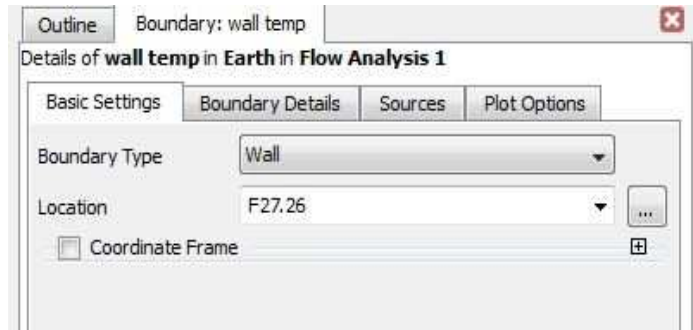 Outline Boundary: wall temp
Details of wall temp in Earth in Flow Analysis 1
Basic Settings Boundary Details Sources Plot Options
Boundary Type Wall
Location F27.26 ...
Coordinate Frame